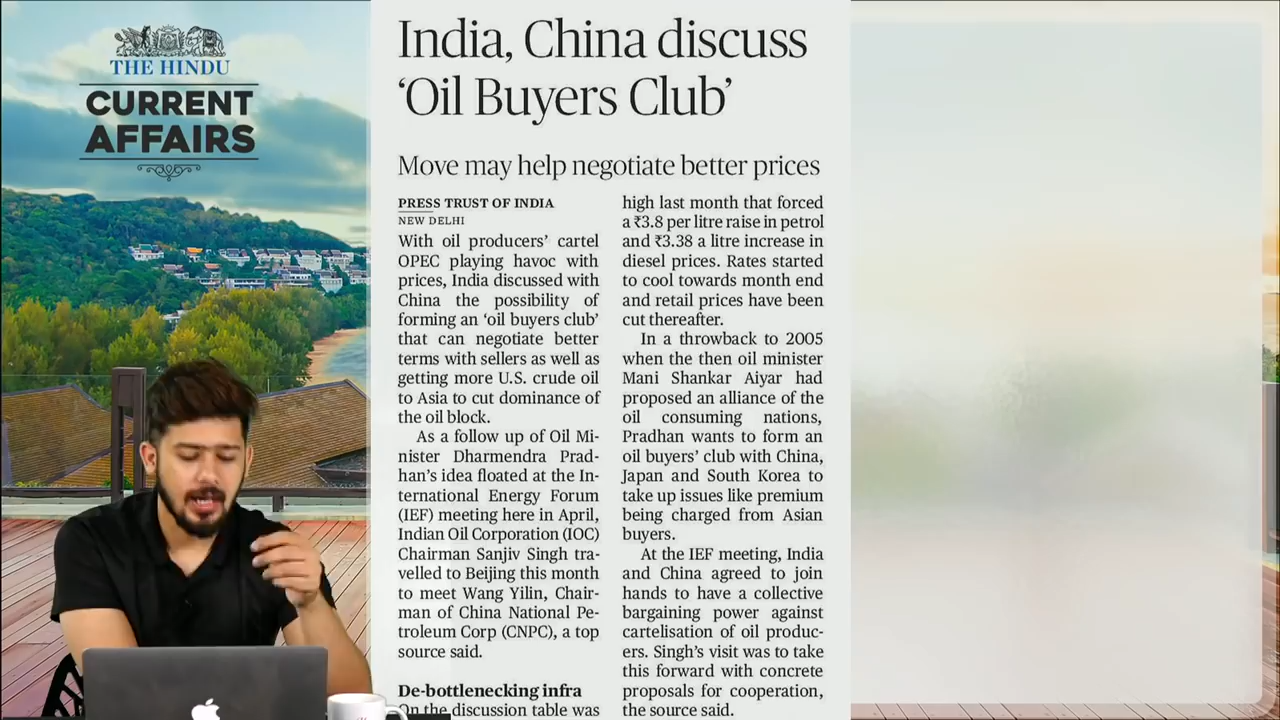 THE HINDU
CURRENT
AFFAIRS
India, China discuss
‘Oil Buyers Club’
Move may help negotiate better prices
PRESS TRUST OF INDIA
NEW DELHI
With oil producers’ cartel
OPEC playing havoc with
prices, India discussed with
China the possibility of
forming an ‘oil buyers club’
that can negotiate better
terms with sellers as well as
getting more U.S. crude oil
to Asia to cut dominance of
the oil block.
As a follow up of Oil Mi-
nister Dharmendra Prad-
han’s idea floated at the In-
ternational Energy Forum
(IEF) meeting here in April,
Indian Oil Corporation (IOC)
Chairman Sanjiv Singh tra-
velled to Beijing this month
to meet Wang Yilin, Chair-
man of China National Pe-
troleum Corp (CNPC), a top
source said.
De-bottlenecking infra
On the discussion table was
high last month that forced
a ₹3.8 per litre raise in petrol
and ₹3.38 a litre increase in
diesel prices. Rates started
to cool towards month end
and retail prices have been
cut thereafter.
In a throwback to 2005
when the then oil minister
Mani Shankar Aiyar had
proposed an alliance of the
oil consuming nations,
Pradhan wants to form an
oil buyers’ club with China,
Japan and South Korea to
take up issues like premium
being charged from Asian
buyers.
At the IEF meeting, India
and China agreed to join
hands to have a collective
bargaining power against
cartelisation of oil produc-
ers. Singh’s visit was to take
this forward with concrete
proposals for cooperation,
the source said.